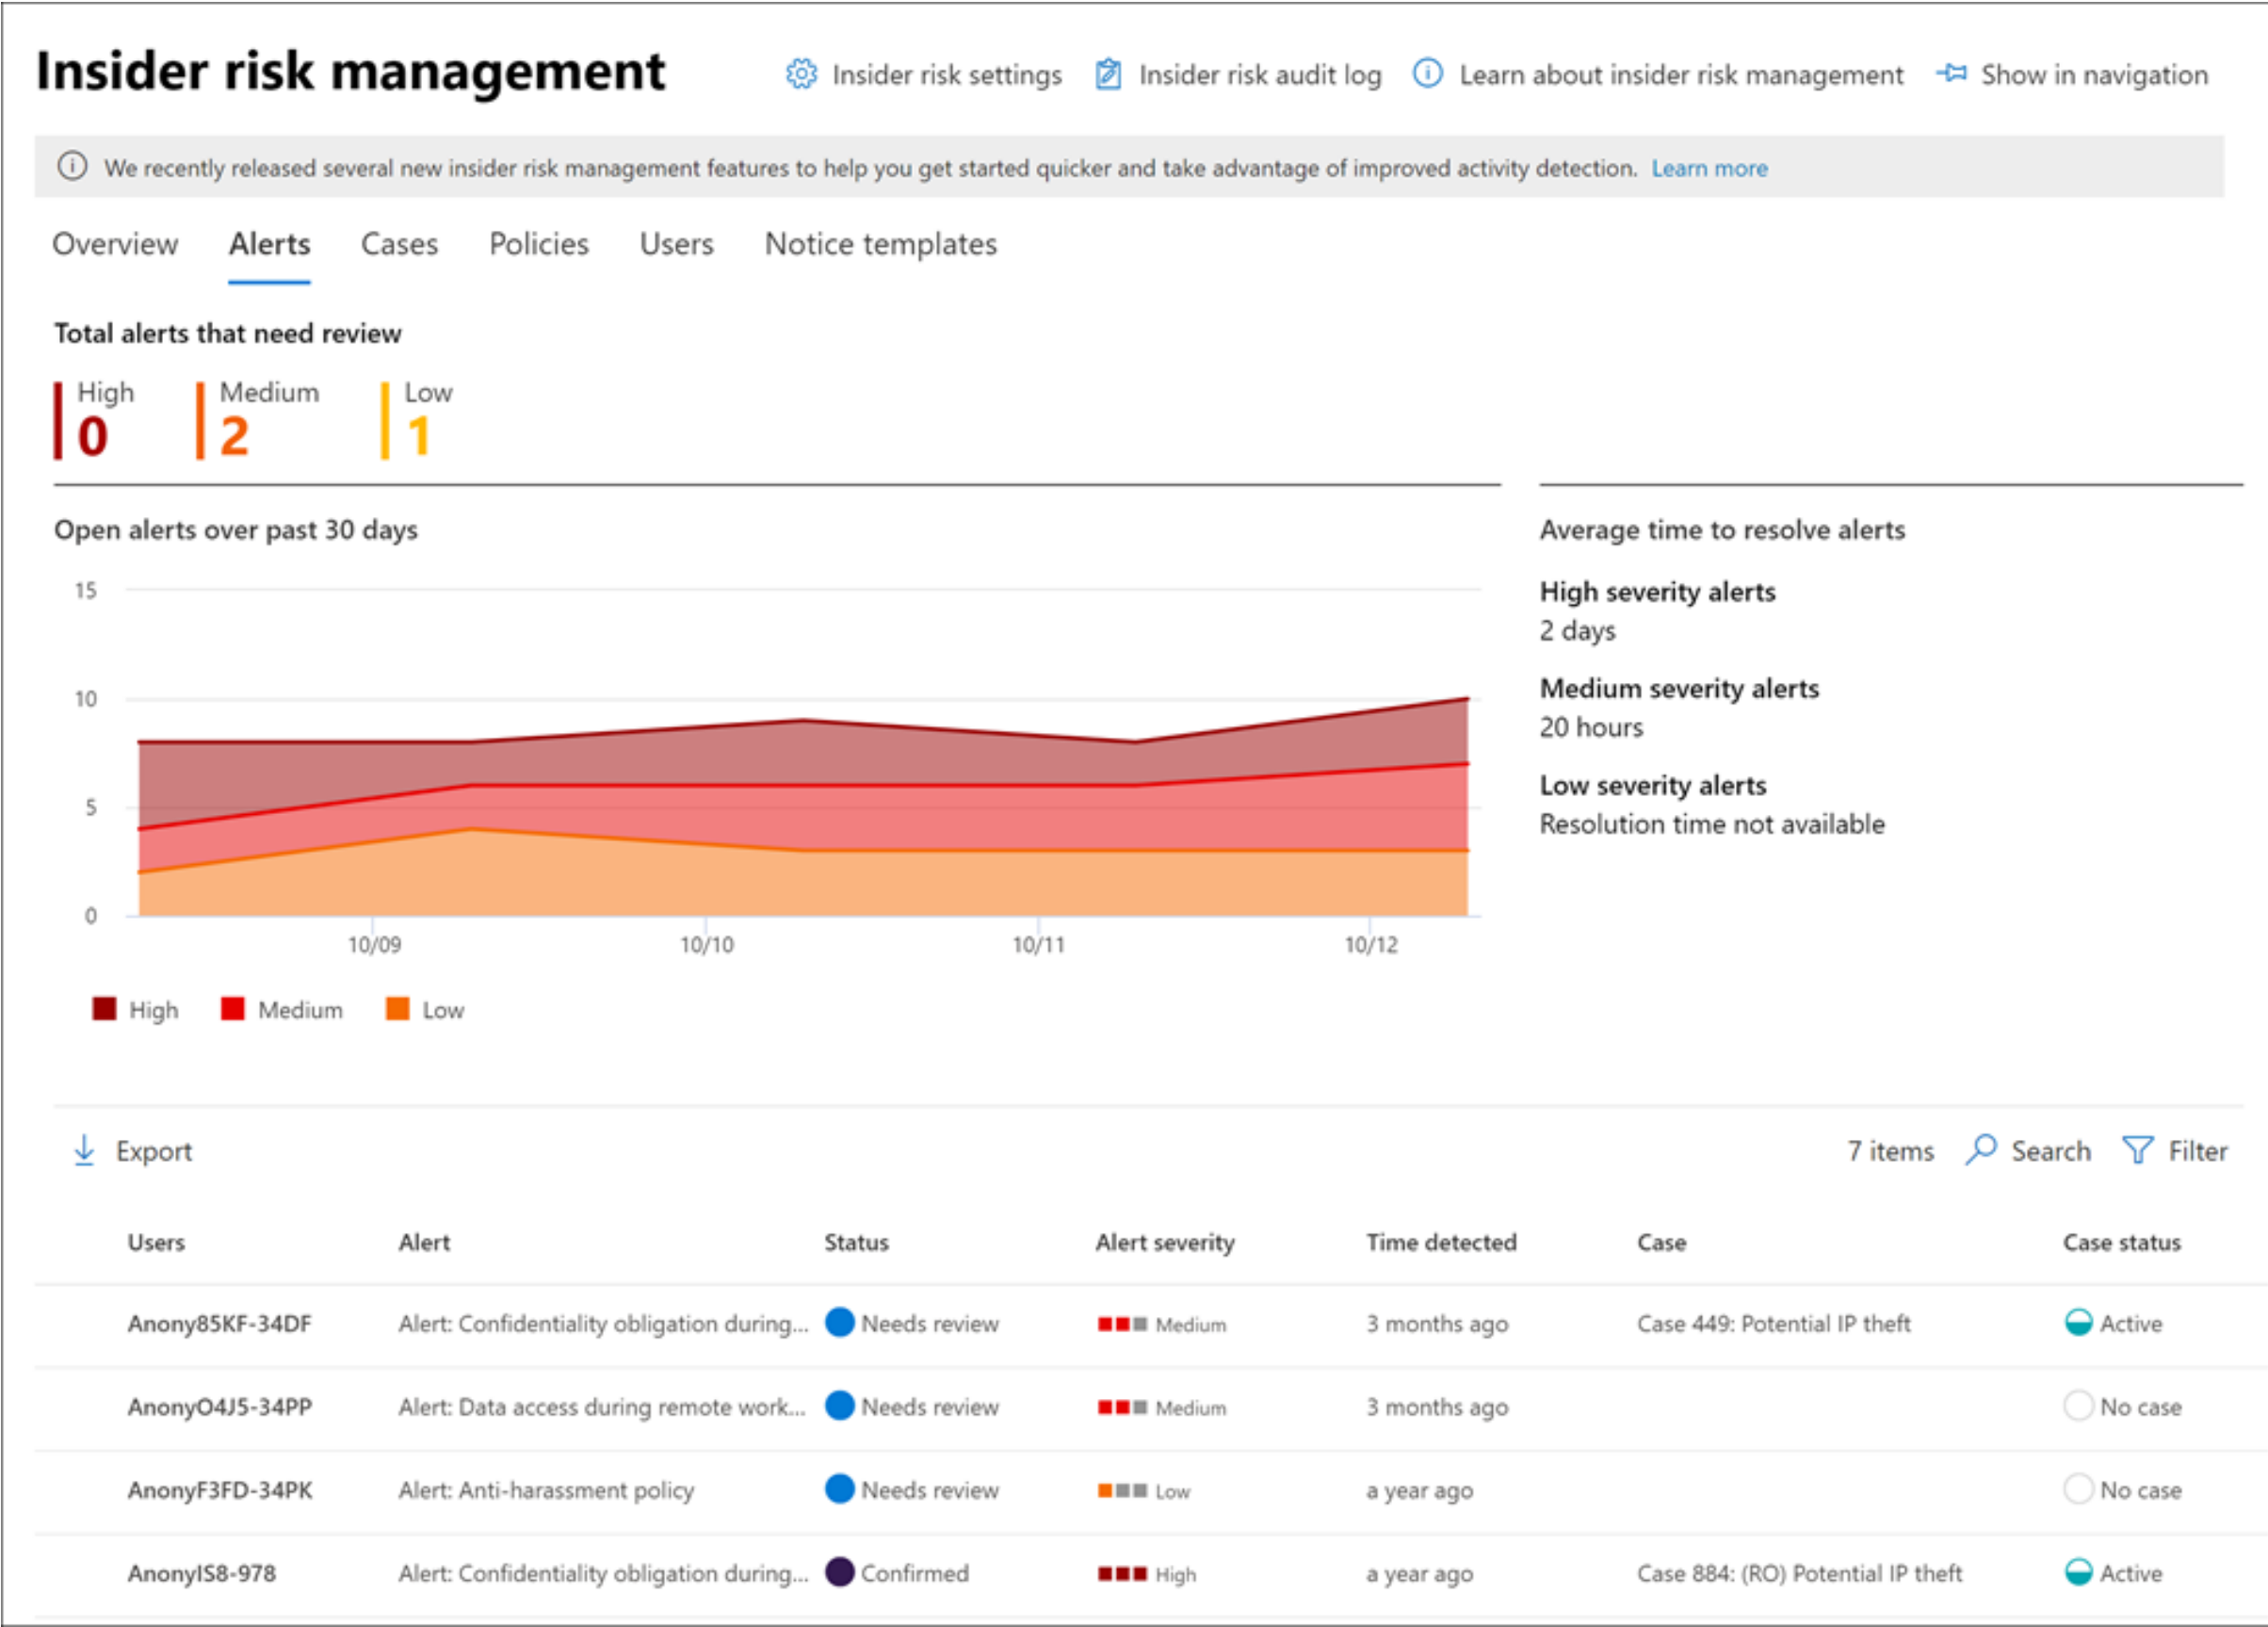 Insider risk management
Insider risk settings
Insider risk audit log
Learn about insider risk management
Show in navigation
We recently released several new insider risk management features to help you get started quicker and take advantage of improved activity detection. Learn more
Overview Alerts Cases Policies Users Notice templates
Total alerts that need review
High Medium Low
0 2 1
Open alerts over past 30 days
15
10
5
0
10/09 10/10 10/11 10/12
High Medium Low
Average time to resolve alerts
High severity alerts
2 days
Medium severity alerts
20 hours
Low severity alerts
Resolution time not available
Export 7 items Search Filter
Users Alert Status Alert severity Time detected Case Case status
Anony85KF-34DF Alert: Confidentiality obligation during... Needs review Medium 3 months ago Case 449: Potential IP theft Active
AnonyO4J5-34PP Alert: Data access during remote work... Needs review Medium 3 months ago No case
AnonyF3FD-34PK Alert: Anti-harassment policy Needs review Low a year ago No case
AnonyIS8-978 Alert: Confidentiality obligation during... Confirmed High a year ago Case 884: (RO) Potential IP theft Active